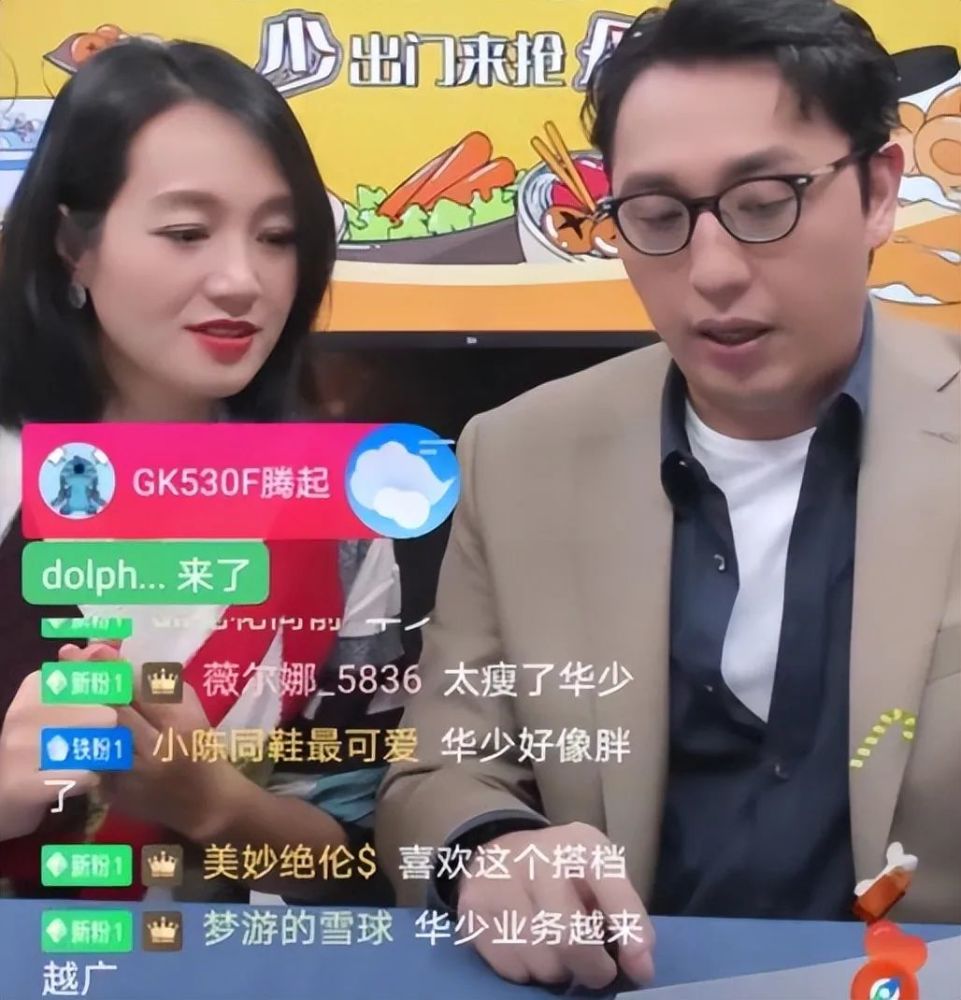 少出门来抢
GK530F腾起
dolph... 来了
新粉1 薇尔娜_5836 太瘦了华少
铁粉1 小陈同鞋最可爱 华少好像胖
了
新粉1 美妙绝伦$ 喜欢这个搭档
新粉1 梦游的雪球 华少业务越来
越广